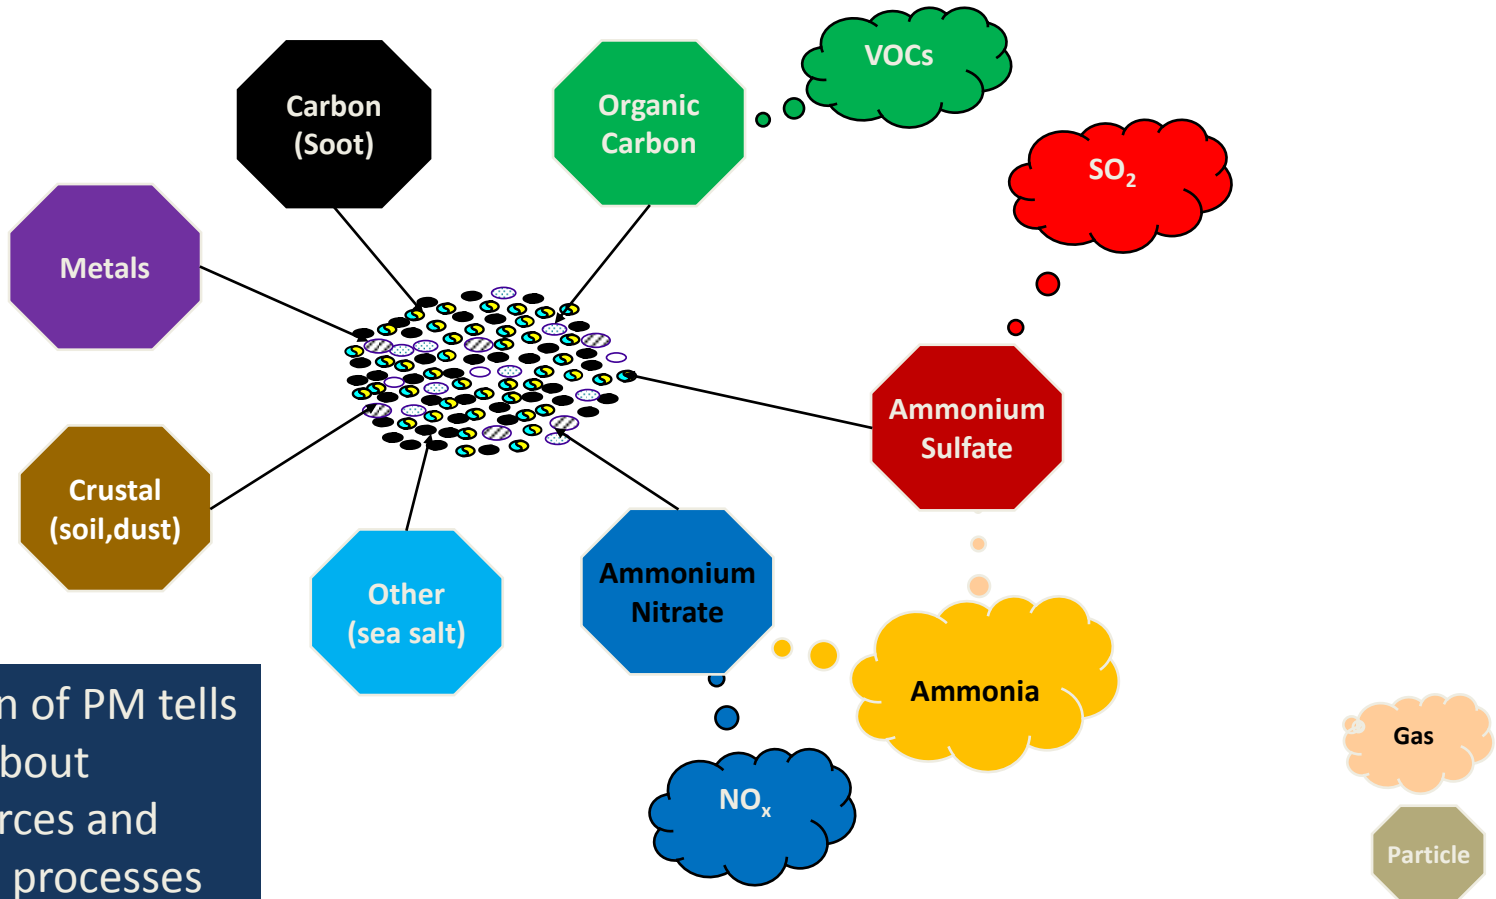 VOCs
Carbon
(Soot)
Organic
Carbon
SO₂
Metals
Ammonium
Sulfate
Crustal
(soil,dust)
Other
(sea salt)
Ammonium
Nitrate
Ammonia
NOₓ
n of PM tells
bout
rces and
processes
Gas
Particle